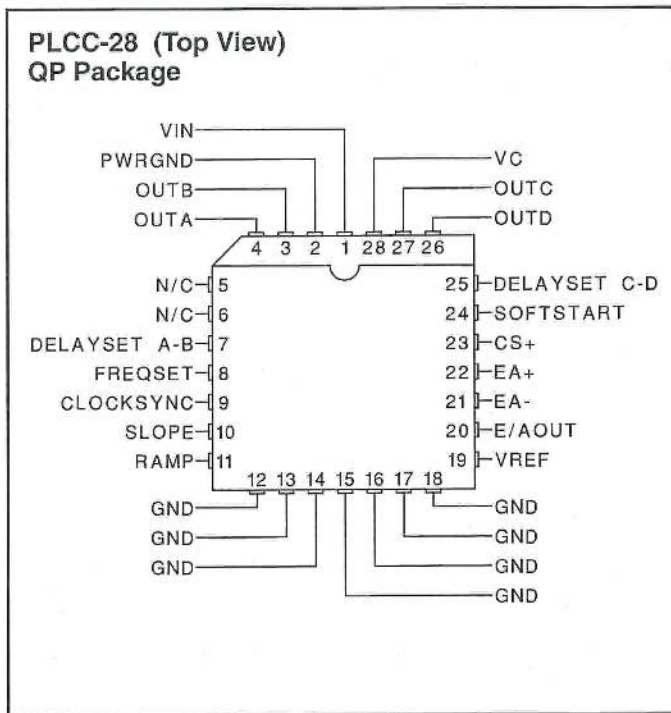 PLCC-28 (Top View)
QP Package
VIN
PWRGND
OUTB
OUTA
VC
OUTC
OUTD
4 3 2 1 28 27 26
N/C 5
N/C 6
DELAYSET A-B 7
FREQSET 8
CLOCKSYNC 9
SLOPE 10
RAMP 11
25 DELAYSET C-D
24 SOFTSTART
23 CS+
22 EA+
21 EA-
20 E/AOUT
19 VREF
12 13 14 15 16 17 18
GND
GND
GND
GND
GND
GND
GND